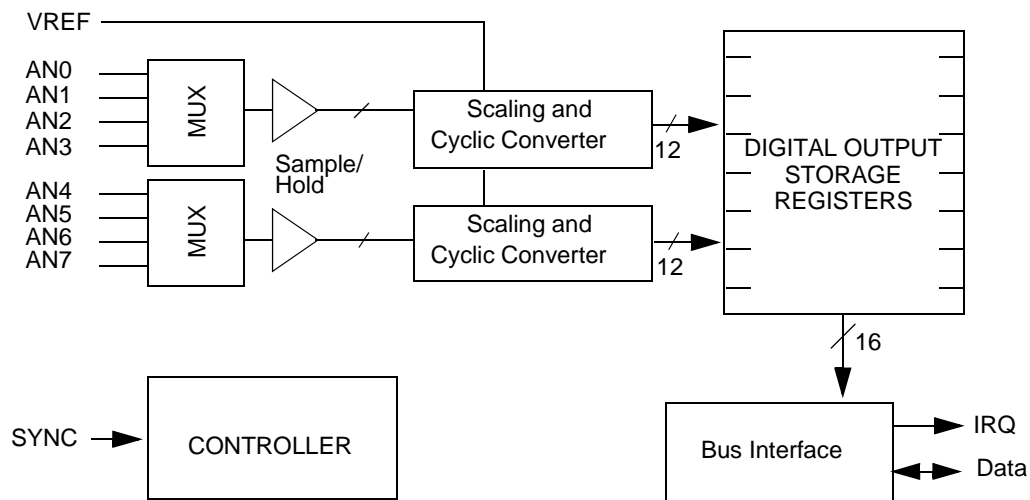 VREF
AN0
AN1
AN2
AN3
MUX
Sample/
Hold
Scaling and
Cyclic Converter
12
DIGITAL OUTPUT
STORAGE
REGISTERS
AN4
AN5
AN6
AN7
MUX
Scaling and
Cyclic Converter
12
16
SYNC
CONTROLLER
Bus Interface
IRQ
Data